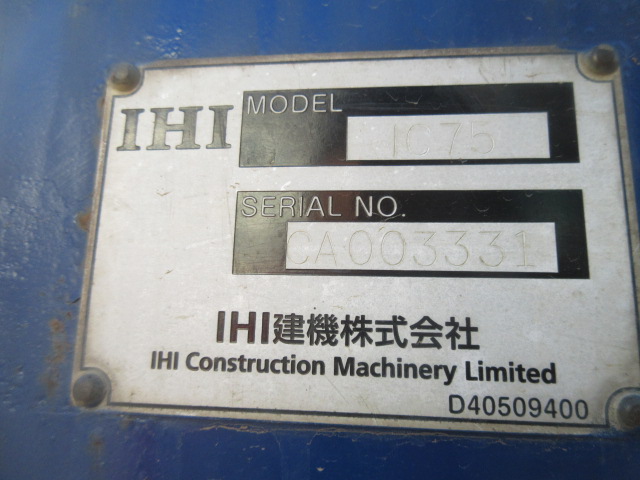 IHI
MODEL
IC75
SERIAL NO.
CA003331
IHI建機株式会社
IHI Construction Machinery Limited
D40509400